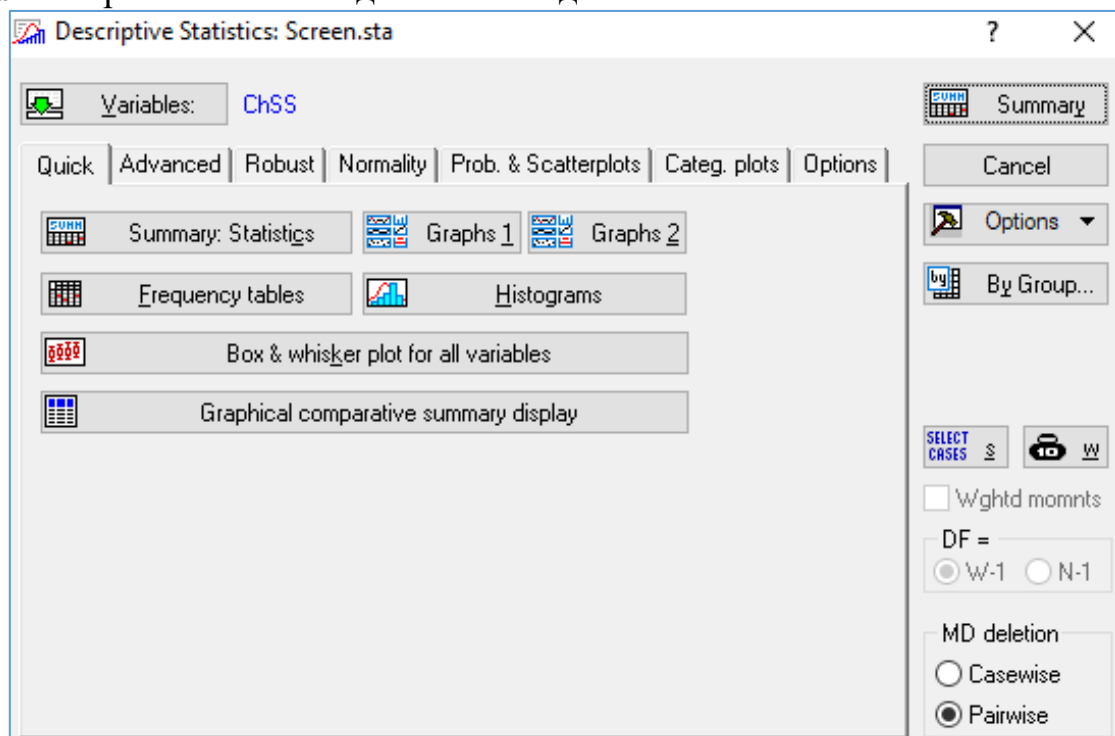 Descriptive Statistics: Screen.sta ? ×
Variables: ChSS
Summary
Quick Advanced Robust Normality Prob. & Scatterplots Categ. plots Options
Cancel
Summary: Statistics Graphs 1 Graphs 2
Options
Frequency tables Histograms
By Group...
Box & whisker plot for all variables
Graphical comparative summary display
SELECT CASES S W
Wghtd momnts
DF =
W-1 N-1
MD deletion
Casewise
Pairwise